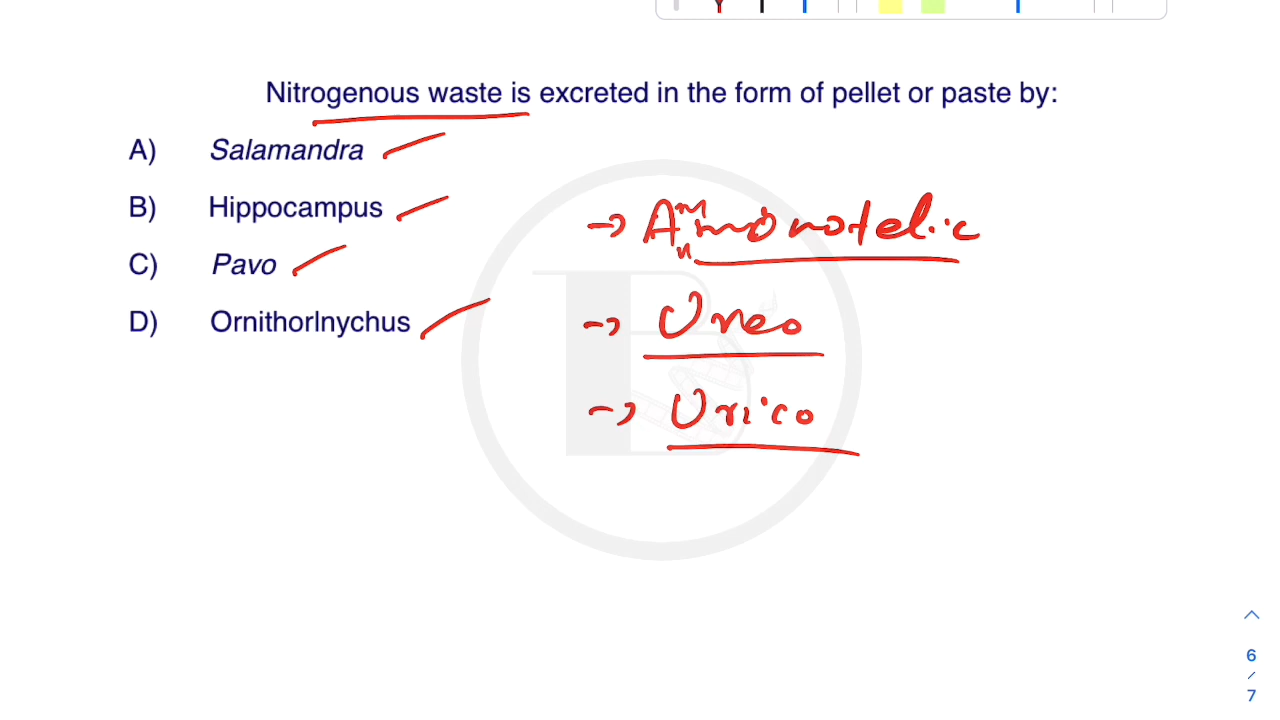 Nitrogenous waste is excreted in the form of pellet or paste by:
A) Salamandra
B) Hippocampus
C) Pavo
D) Ornithorlnychus
→ Ammonotelic
→ Ureo
→ Urico
6
/
7